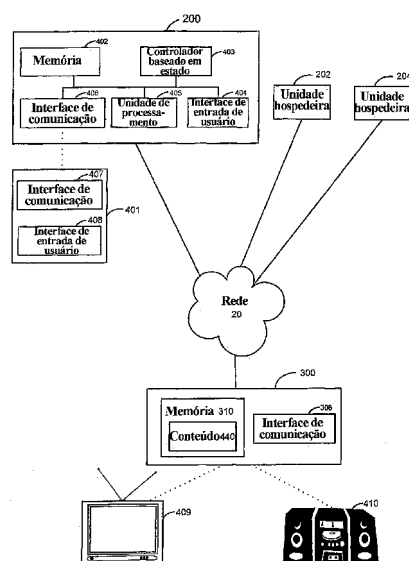 200
402
Memória
Controlador
baseado em
estado
403
406
Interface de
comunicação
405
Unidade de
processa-
mento
404
Interface de
entrada de
usuário
202
Unidade
hospedeira
204
Unidade
hospedeira
407
Interface de
comunicação
401
408
Interface de
entrada de
usuário
Rede
20
300
Memória 310
Conteúdo440
308
Interface de
comunicação
409
410